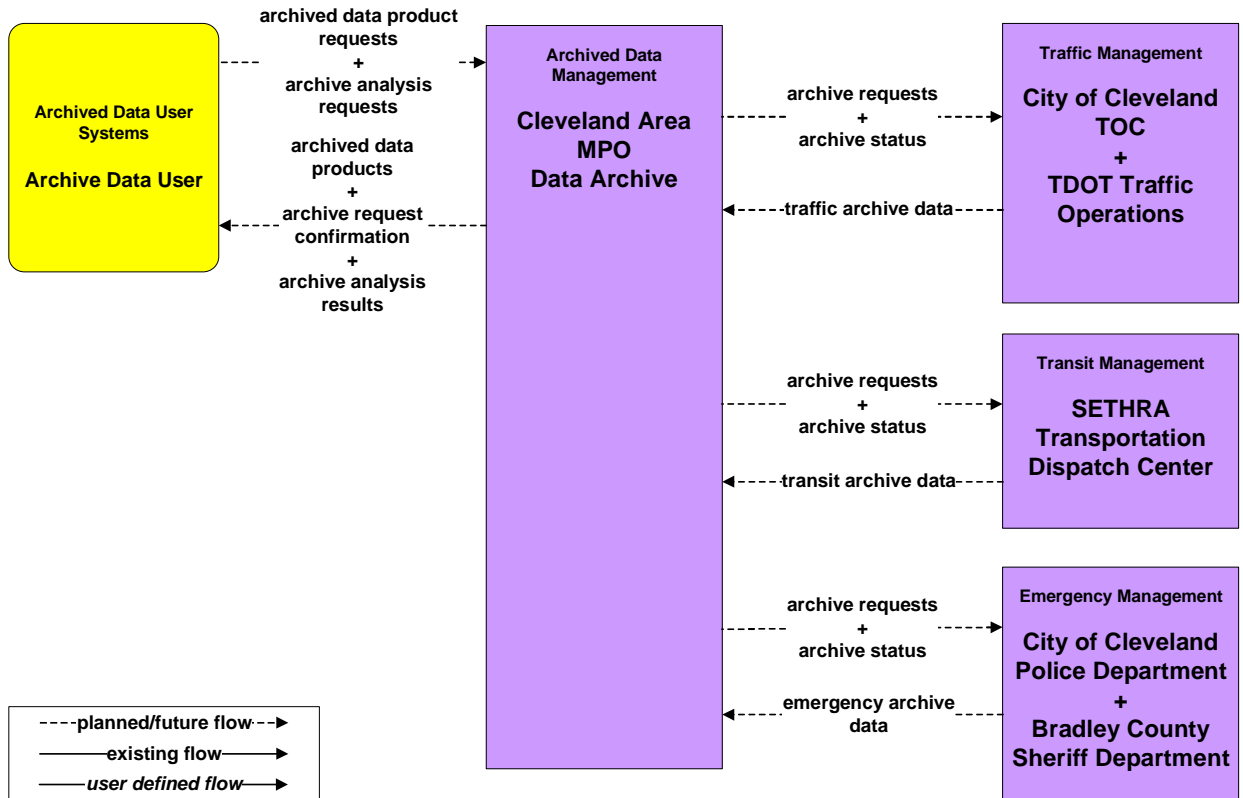 Archived Data User
Systems
Archive Data User
archived data product
requests
+
archive analysis
requests
archived data
products
+
archive request
confirmation
+
archive analysis
results
Archived Data
Management
Cleveland Area
MPO
Data Archive
archive requests
+
archive status
traffic archive data
Traffic Management
City of Cleveland
TOC
+
TDOT Traffic
Operations
archive requests
+
archive status
transit archive data
Transit Management
SETHRA
Transportation
Dispatch Center
archive requests
+
archive status
emergency archive
data
Emergency Management
City of Cleveland
Police Department
+
Bradley County
Sheriff Department
planned/future flow
existing flow
user defined flow